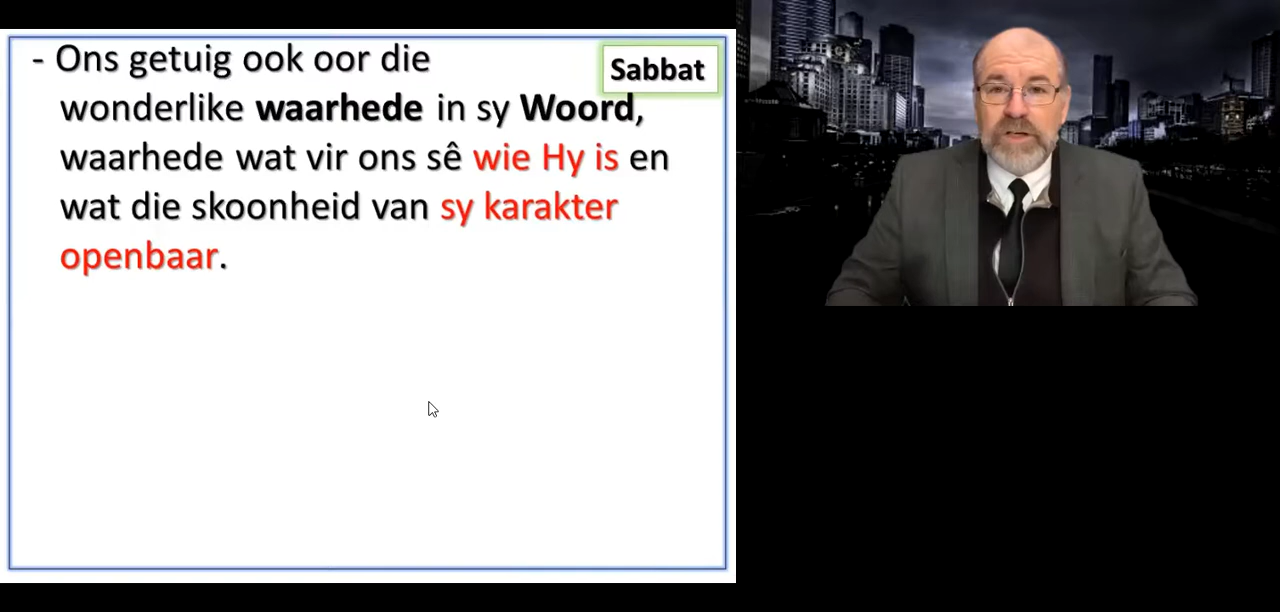 - Ons getuig ook oor die
Sabbat
wonderlike waarhede in sy Woord,
waarhede wat vir ons sê wie Hy is en
wat die skoonheid van sy karakter
openbaar.